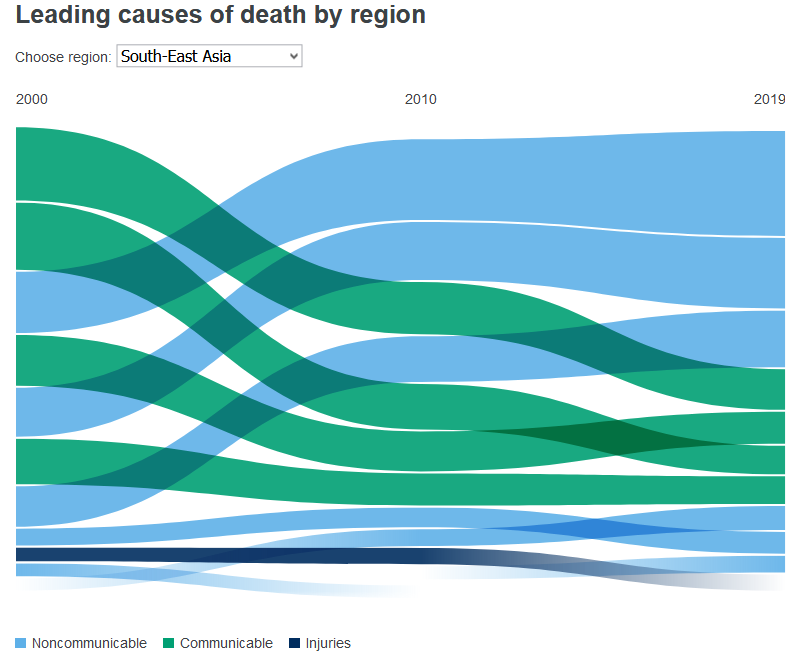 Leading causes of death by region
Choose region: South-East Asia
2000 2010 2019
Noncommunicable Communicable Injuries